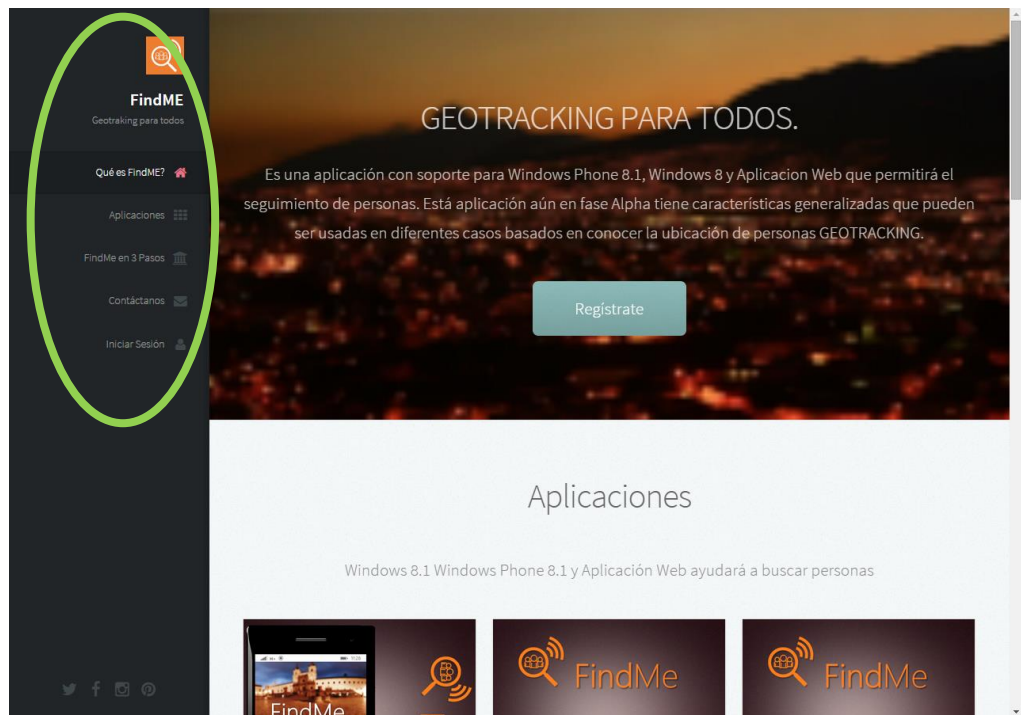 FindME
Geotraking para todos
Qué es FindME?
Aplicaciones
FindMe en 3 Pasos
Contáctanos
Iniciar Sesión
GEOTRACKING PARA TODOS.
Es una aplicación con soporte para Windows Phone 8.1, Windows 8 y Aplicacion Web que permitirá el
seguimiento de personas. Está aplicación aún en fase Alpha tiene características generalizadas que pueden
ser usadas en diferentes casos basados en conocer la ubicación de personas GEOTRACKING.
Regístrate
Aplicaciones
Windows 8.1 Windows Phone 8.1 y Aplicación Web ayudará a buscar personas
FindMe
FindMe
FindMe